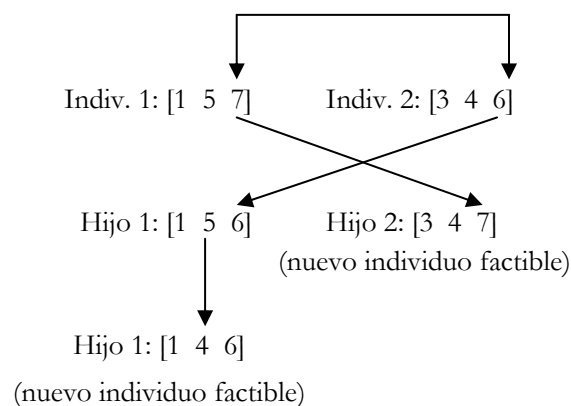 Indiv. 1: [1 5 7] Indiv. 2: [3 4 6]
Hijo 1: [1 5 6] Hijo 2: [3 4 7]
(nuevo individuo factible)
Hijo 1: [1 4 6]
(nuevo individuo factible)